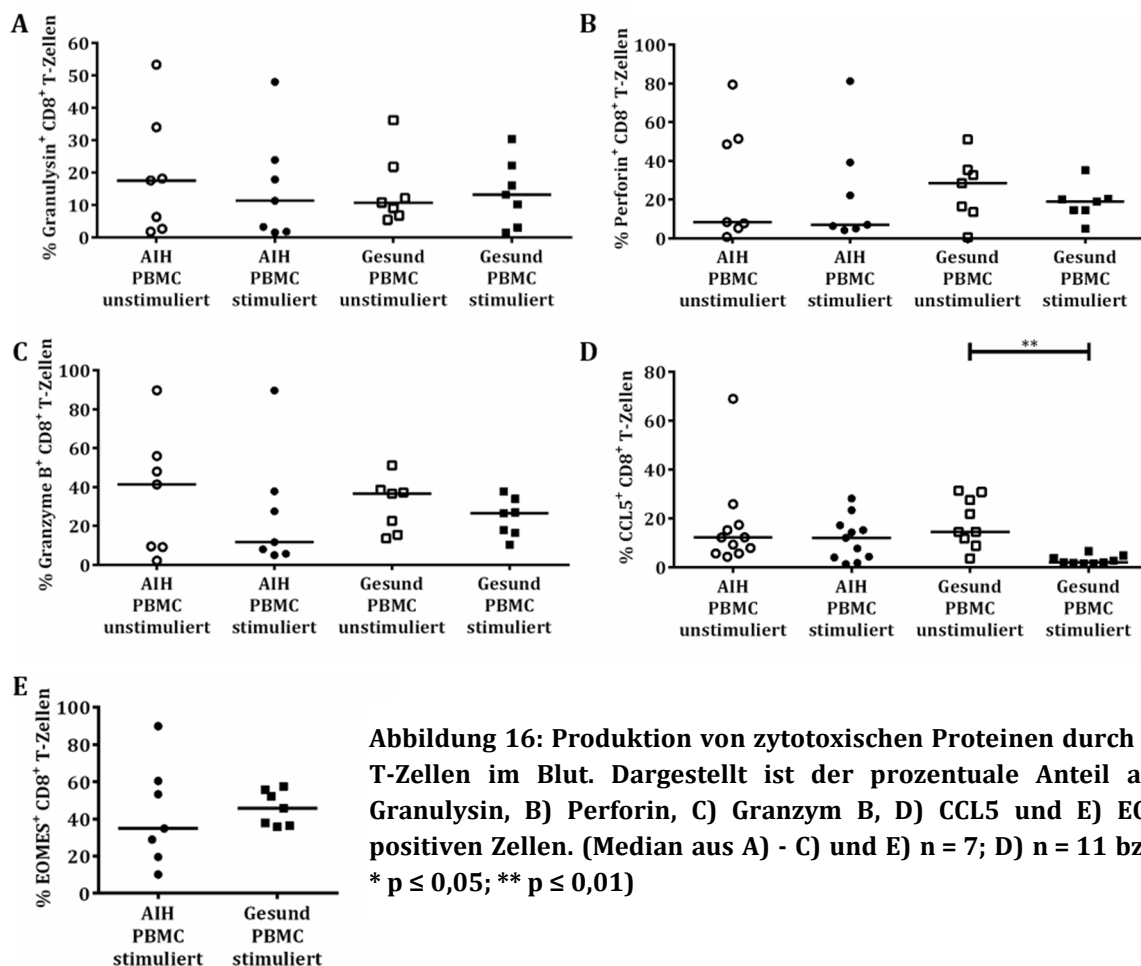 A
% Granulysin⁺ CD8⁺ T-Zellen
60
50
40
30
20
10
0
AIH PBMC unstimuliert
AIH PBMC stimuliert
Gesund PBMC unstimuliert
Gesund PBMC stimuliert
B
% Perforin⁺ CD8⁺ T-Zellen
100
80
60
40
20
0
AIH PBMC unstimuliert
AIH PBMC stimuliert
Gesund PBMC unstimuliert
Gesund PBMC stimuliert
C
% Granzyme B⁺ CD8⁺ T-Zellen
100
80
60
40
20
0
AIH PBMC unstimuliert
AIH PBMC stimuliert
Gesund PBMC unstimuliert
Gesund PBMC stimuliert
D
**
% CCL5⁺ CD8⁺ T-Zellen
80
60
40
20
0
AIH PBMC unstimuliert
AIH PBMC stimuliert
Gesund PBMC unstimuliert
Gesund PBMC stimuliert
E
% EOMES⁺ CD8⁺ T-Zellen
100
80
60
40
20
0
AIH PBMC stimuliert
Gesund PBMC stimuliert
Abbildung 16: Produktion von zytotoxischen Proteinen durch
T-Zellen im Blut. Dargestellt ist der prozentuale Anteil a
Granulysin, B) Perforin, C) Granzym B, D) CCL5 und E) EO
positiven Zellen. (Median aus A) - C) und E) n = 7; D) n = 11 bz
* p ≤ 0,05; ** p ≤ 0,01)